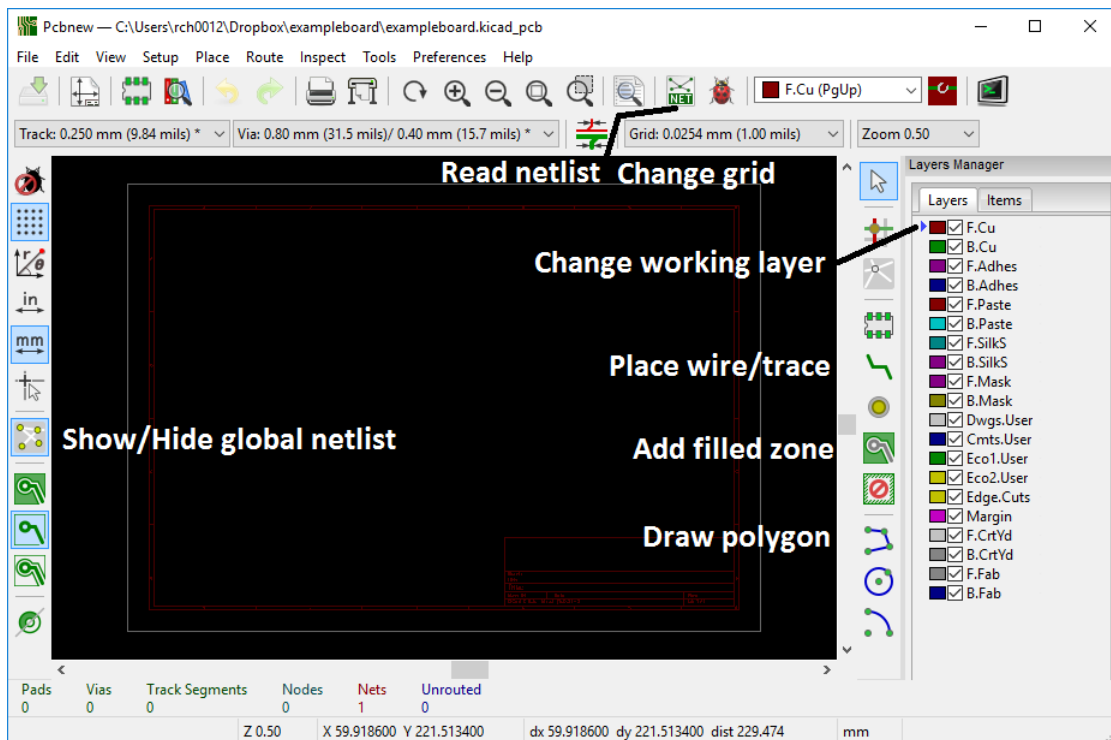 Pcbnew — C:\Users\rch0012\Dropbox\exampleboard\exampleboard.kicad_pcb
File Edit View Setup Place Route Inspect Tools Preferences Help
NET F.Cu (PgUp)
Track: 0.250 mm (9.84 mils) * Via: 0.80 mm (31.5 mils)/ 0.40 mm (15.7 mils) * Grid: 0.0254 mm (1.00 mils) Zoom 0.50
Read netlist Change grid
Layers Manager
Layers Items
Change working layer
in
mm
Place wire/trace
Show/Hide global netlist
Add filled zone
Draw polygon
F.Cu
B.Cu
F.Adhes
B.Adhes
F.Paste
B.Paste
F.SilkS
B.SilkS
F.Mask
B.Mask
Dwgs.User
Cmts.User
Eco1.User
Eco2.User
Edge.Cuts
Margin
F.CrtYd
B.CrtYd
F.Fab
B.Fab
Pads Vias Track Segments Nodes Nets Unrouted
0 0 0 0 1 0
Z 0.50 X 59.918600 Y 221.513400 dx 59.918600 dy 221.513400 dist 229.474 mm